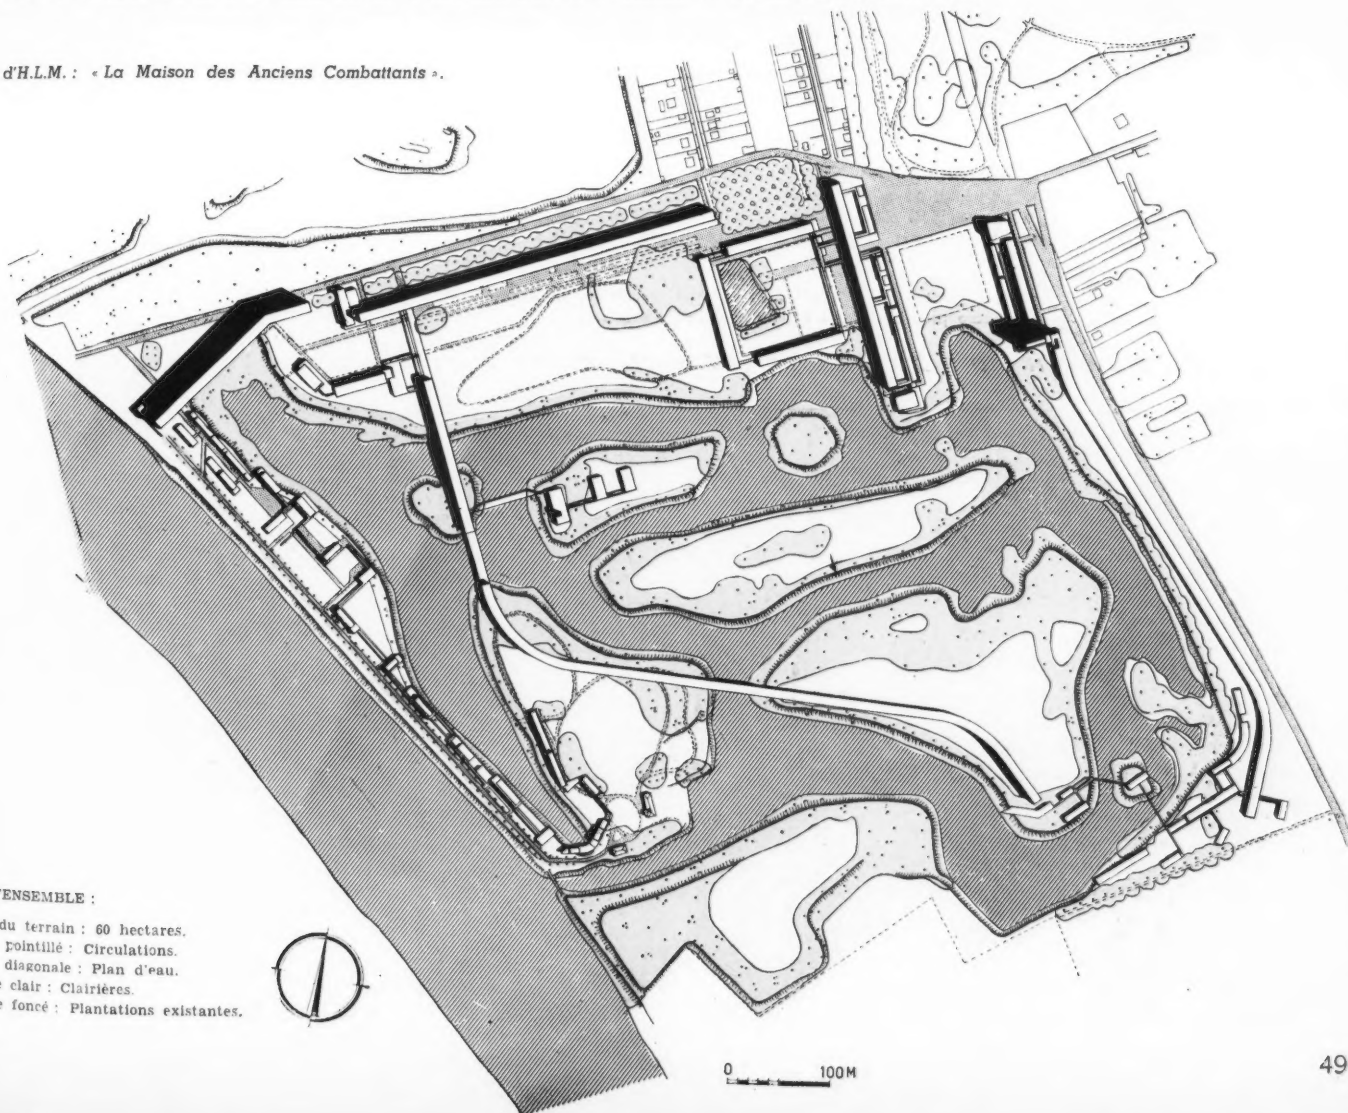 d'H.L.M. : « La Maison des Anciens Combattants ».
'ENSEMBLE :
du terrain : 60 hectares.
pointillé : Circulations.
diagonale : Plan d'eau.
clair : Clairières.
foncé : Plantations existantes.
0 100 M
49